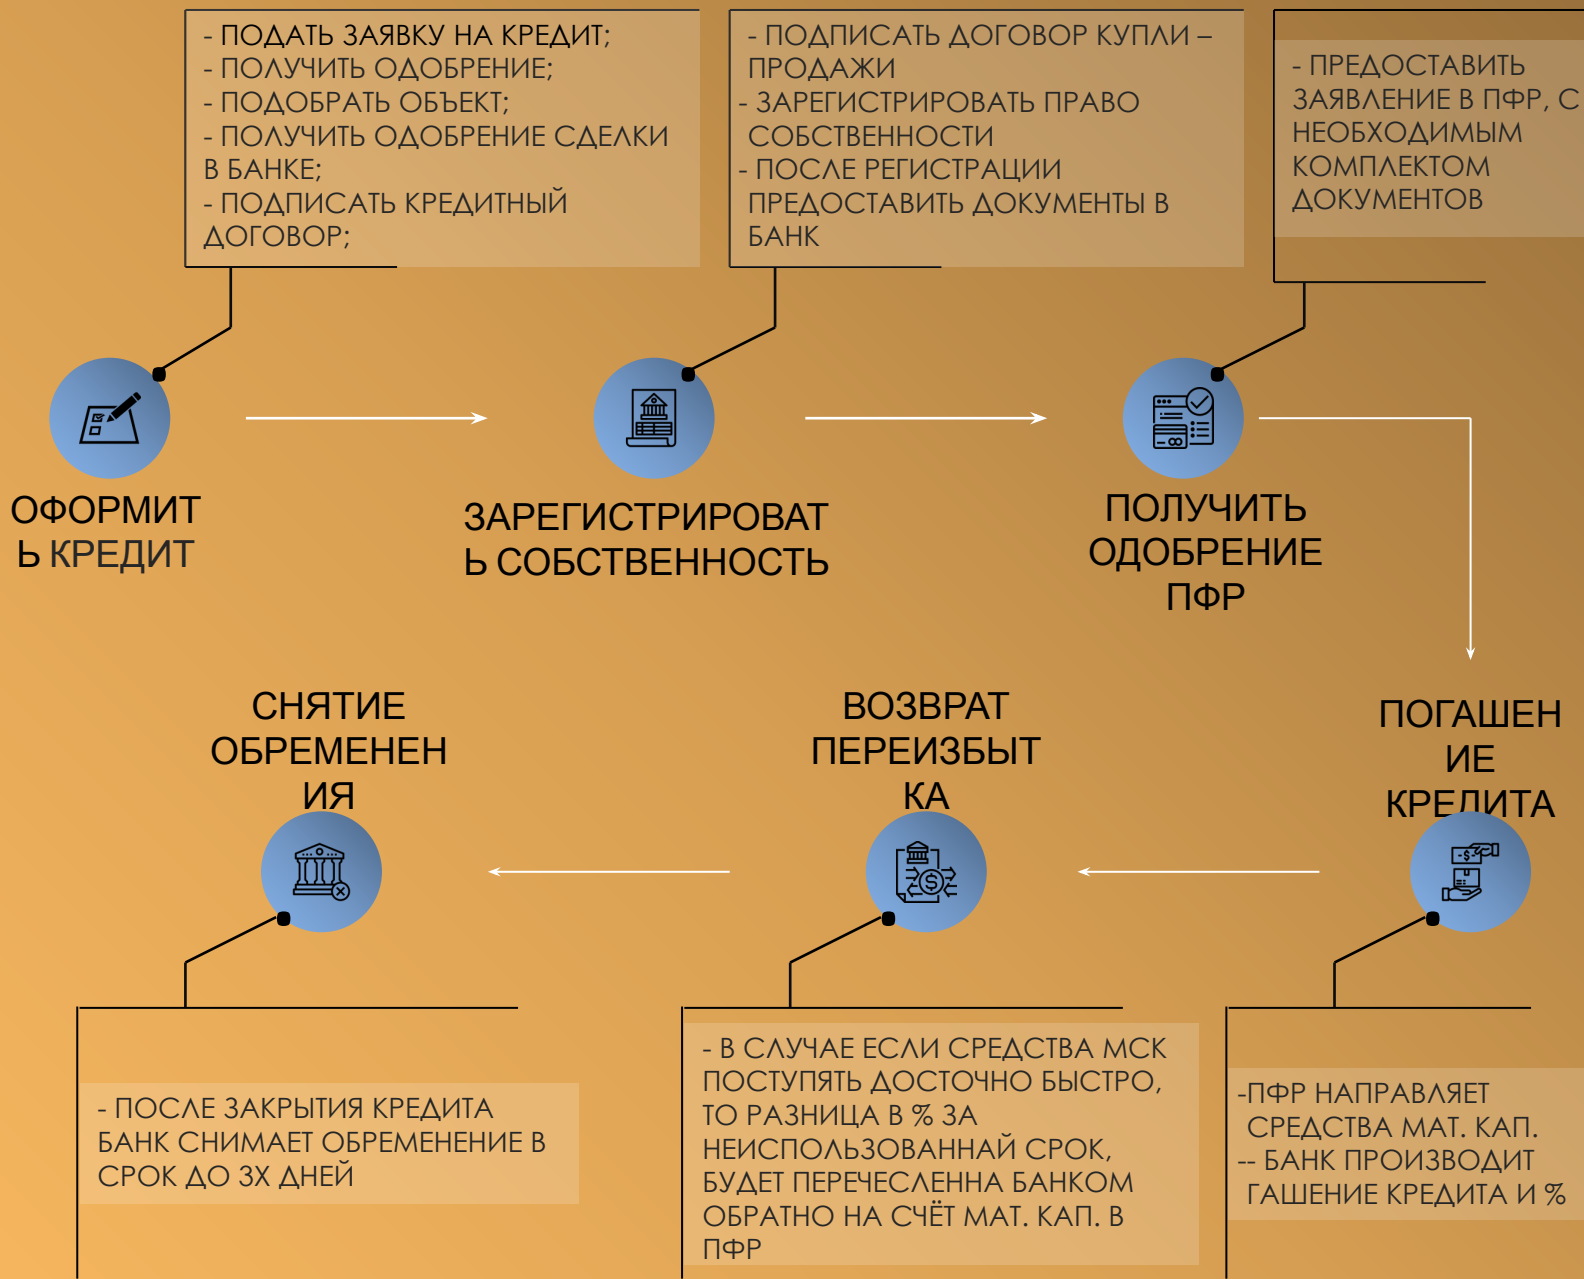 - ПОДАТЬ ЗАЯВКУ НА КРЕДИТ;
- ПОЛУЧИТЬ ОДОБРЕНИЕ;
- ПОДОБРАТЬ ОБЪЕКТ;
- ПОЛУЧИТЬ ОДОБРЕНИЕ СДЕЛКИ
В БАНКЕ;
- ПОДПИСАТЬ КРЕДИТНЫЙ
ДОГОВОР;
- ПОДПИСАТЬ ДОГОВОР КУПЛИ –
ПРОДАЖИ
- ЗАРЕГИСТРИРОВАТЬ ПРАВО
СОБСТВЕННОСТИ
- ПОСЛЕ РЕГИСТРАЦИИ
ПРЕДОСТАВИТЬ ДОКУМЕНТЫ В
БАНК
- ПРЕДОСТАВИТЬ
ЗАЯВЛЕНИЕ В ПФР, С
НЕОБХОДИМЫМ
КОМПЛЕКТОМ
ДОКУМЕНТОВ
ОФОРМИТ
Ь КРЕДИТ
ЗАРЕГИСТРИРОВАТ
Ь СОБСТВЕННОСТЬ
ПОЛУЧИТЬ
ОДОБРЕНИЕ
ПФР
СНЯТИЕ
ОБРЕМЕНЕН
ИЯ
ВОЗВРАТ
ПЕРЕИЗБЫТ
КА
ПОГАШЕН
ИЕ
КРЕДИТА
- ПОСЛЕ ЗАКРЫТИЯ КРЕДИТА
БАНК СНИМАЕТ ОБРЕМЕНЕНИЕ В
СРОК ДО 3Х ДНЕЙ
- В СЛУЧАЕ ЕСЛИ СРЕДСТВА МСК
ПОСТУПЯТЬ ДОСТОЧНО БЫСТРО,
ТО РАЗНИЦА В % ЗА
НЕИСПОЛЬЗОВАННАЙ СРОК,
БУДЕТ ПЕРЕЧЕСЛЕННА БАНКОМ
ОБРАТНО НА СЧЁТ МАТ. КАП. В
ПФР
-ПФР НАПРАВЛЯЕТ
СРЕДСТВА МАТ. КАП.
-- БАНК ПРОИЗВОДИТ
ГАШЕНИЕ КРЕДИТА И %